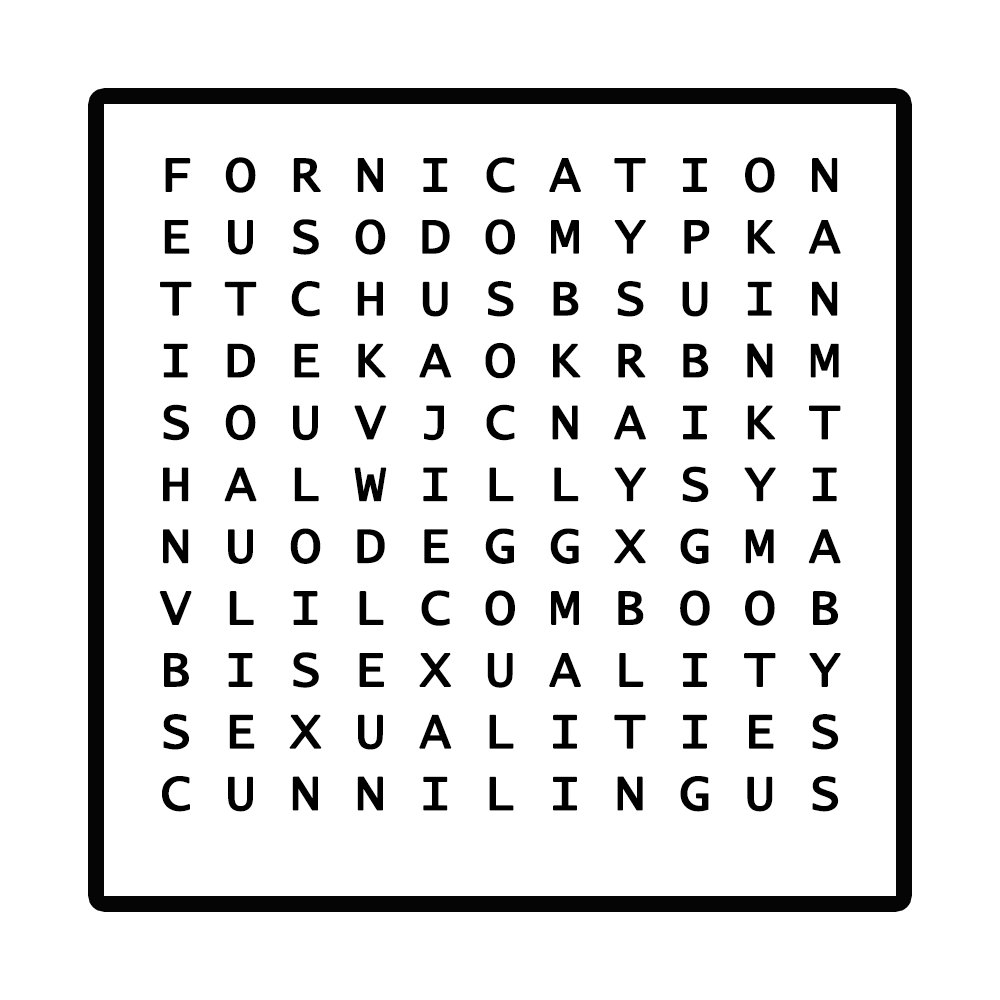 F O R N I C A T I O N
E U S O D O M Y P K A
T T C H U S B S U I N
I D E K A O K R B N M
S O U V J C N A I K T
H A L W I L L Y S Y I
N U O D E G G X G M A
V L I L C O M B O O B
B I S E X U A L I T Y
S E X U A L I T I E S
C U N N I L I N G U S